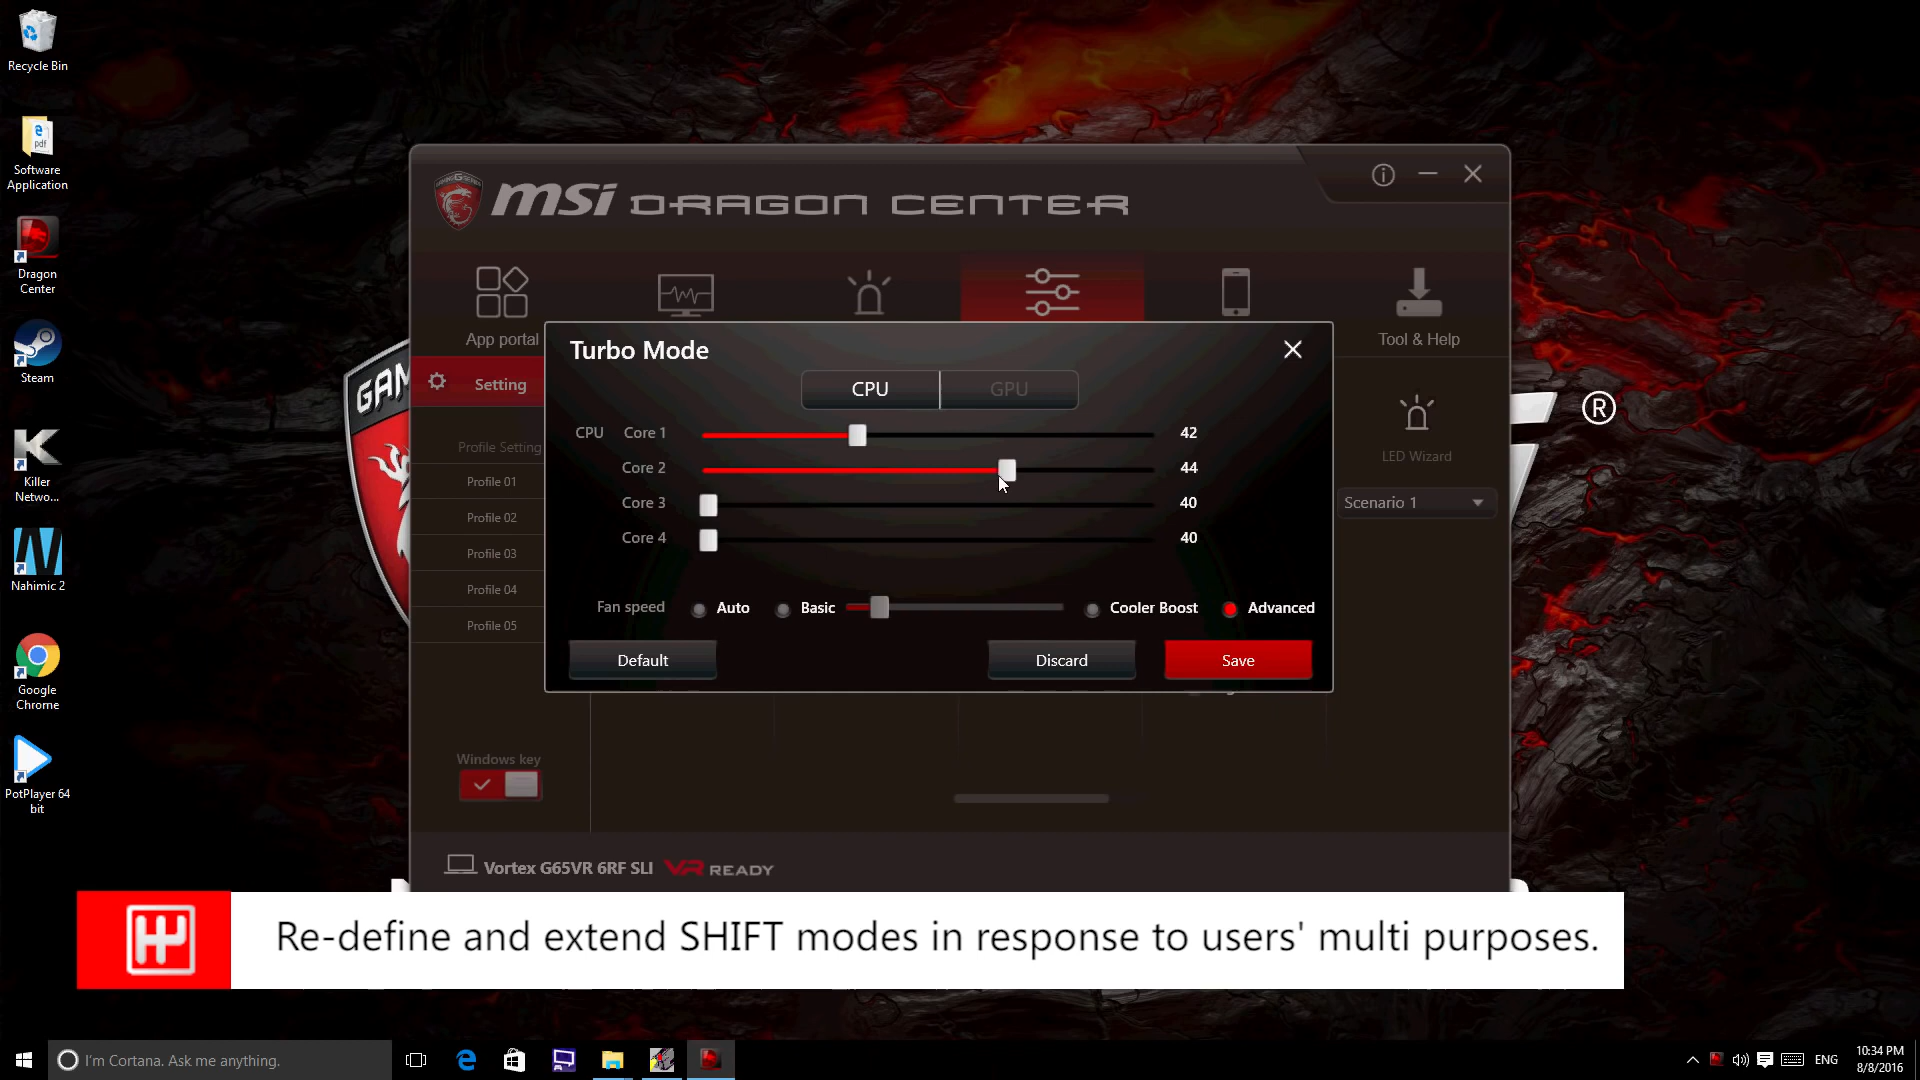 Recycle Bin
Software
Application
Dragon
Center
Steam
Killer
Netwo...
Nahimic 2
Google
Chrome
PotPlayer 64
bit
msi DRAGON CENTER
App portal
Tool & Help
Setting
Profile Setting
Profile 01
Profile 02
Profile 03
Profile 04
Profile 05
Windows key
LED Wizard
Scenario 1
Turbo Mode
CPU GPU
CPU Core 1 42
Core 2 44
Core 3 40
Core 4 40
Fan speed Auto Basic Cooler Boost Advanced
Default Discard Save
Vortex G65VR 6RF SLI VR READY
GAM
®
Re-define and extend SHIFT modes in response to users' multi purposes.
I'm Cortana. Ask me anything.
ENG
10:34 PM
8/8/2016